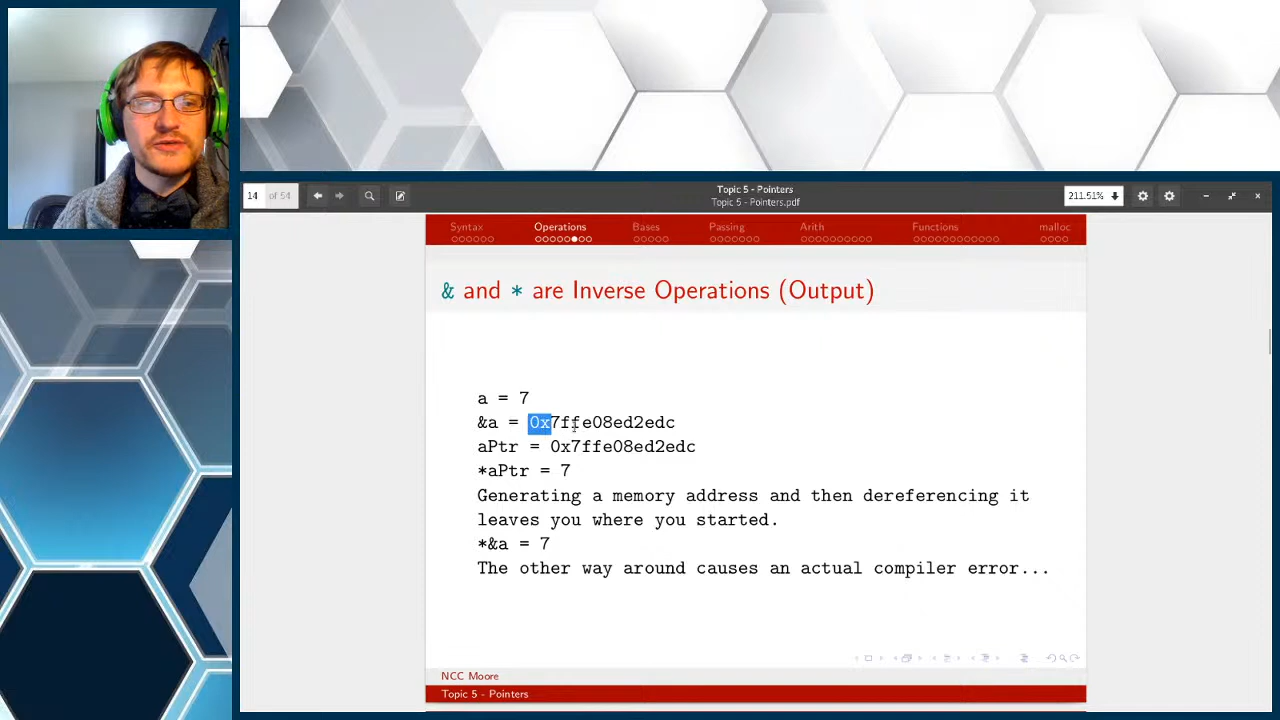 14 of 54
Topic 5 - Pointers
Topic 5 - Pointers.pdf
211.51%
Syntax Operations Bases Passing Arith Functions malloc
& and * are Inverse Operations (Output)
a = 7
&a = 0x7ffe08ed2edc
aPtr = 0x7ffe08ed2edc
*aPtr = 7
Generating a memory address and then dereferencing it
leaves you where you started.
*&a = 7
The other way around causes an actual compiler error...
NCC Moore
Topic 5 - Pointers